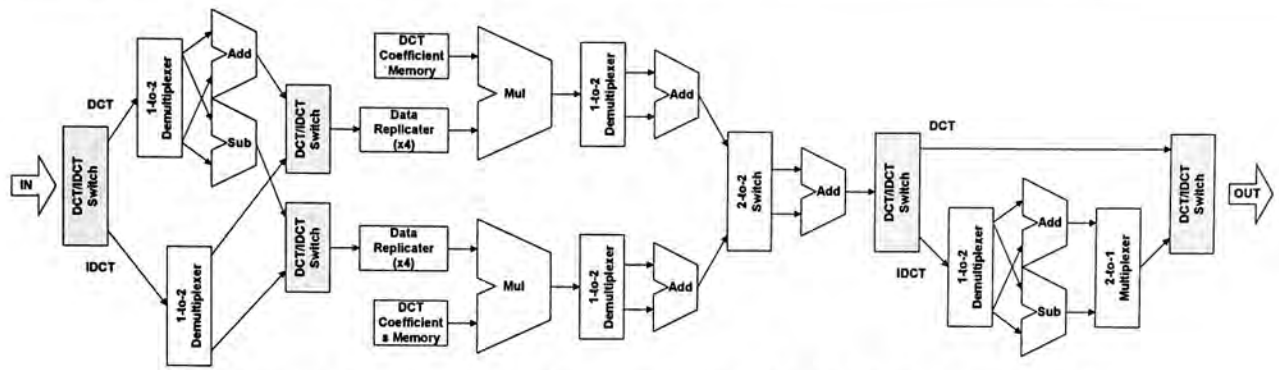 IN
DCT/IDCT
Switch
DCT
IDCT
1-to-2
Demultiplexer
Add
Sub
1-to-2
Demultiplexer
DCT/IDCT
Switch
DCT/IDCT
Switch
DCT
Coefficient
Memory
Data
Replicater
(x4)
Mul
1-to-2
Demultiplexer
Add
Data
Replicater
(x4)
DCT
Coefficient
s Memory
Mul
1-to-2
Demultiplexer
Add
2-to-2
Switch
Add
DCT/IDCT
Switch
DCT
IDCT
1-to-2
Demultiplexer
Add
Sub
2-to-1
Multiplexer
DCT/IDCT
Switch
OUT